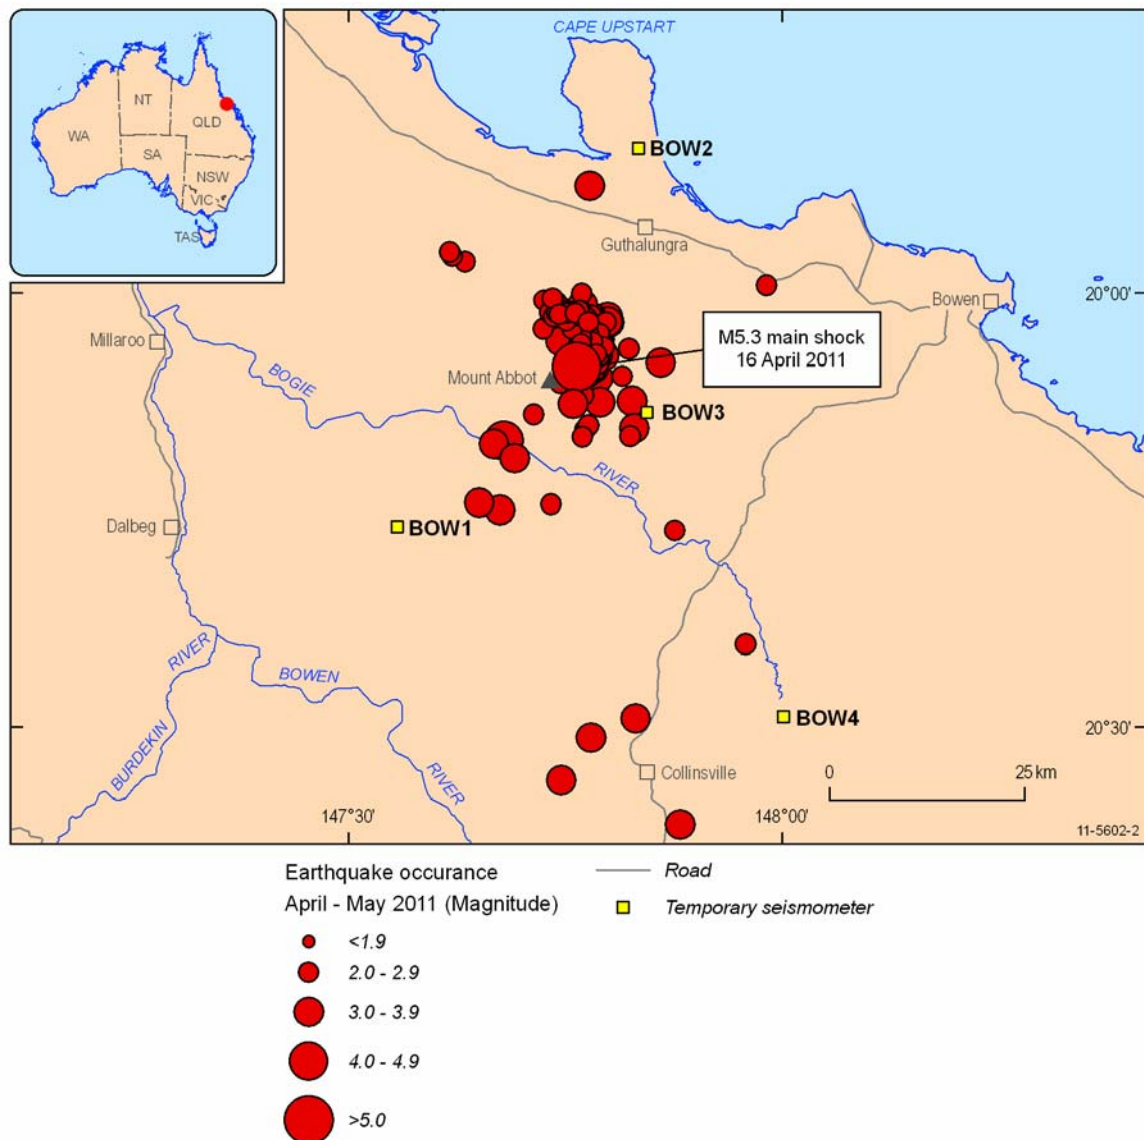 CAPE UPSTART
NT
QLD
WA
SA
NSW
VIC
TAS
BOW2
Guthalungra
20°00'
Bowen
Millaroo
M5.3 main shock
16 April 2011
Mount Abbot
BOGIE
BOW3
RIVER
Dalbeg
BOW1
RIVER
BOWEN
BURDEKIN
BOW4
20°30'
RIVER
Collinsville
0
25 km
147°30'
148°00'
11-5602-2
Earthquake occurance
April - May 2011 (Magnitude)
<1.9
2.0 - 2.9
3.0 - 3.9
4.0 - 4.9
>5.0
Road
Temporary seismometer